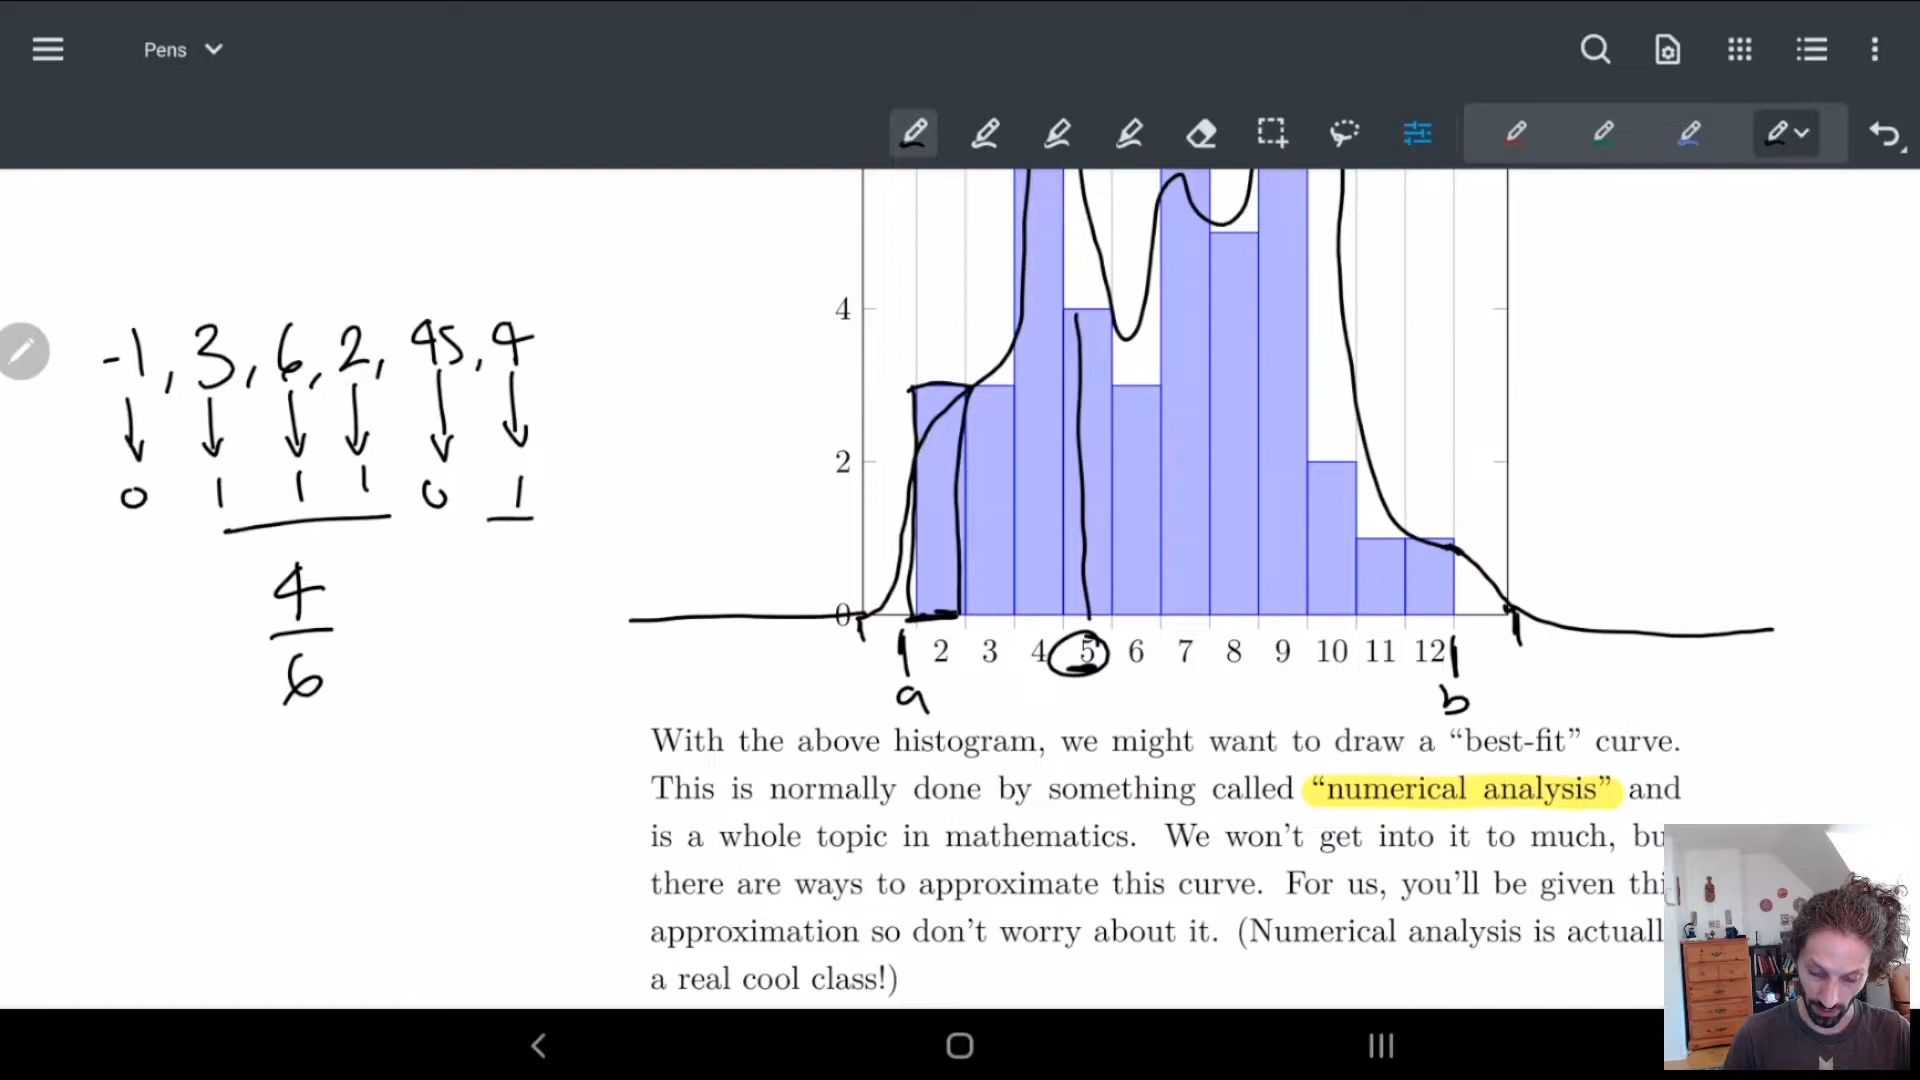 Pens
-1, 3, 6, 2, 45, 4
0 1 1 1 0 1
4
6
4
2
0
2 3 4 5 6 7 8 9 10 11 12
a b
With the above histogram, we might want to draw a “best-fit” curve.
This is normally done by something called “numerical analysis” and
is a whole topic in mathematics. We won’t get into it to much, bu
there are ways to approximate this curve. For us, you’ll be given thi
approximation so don’t worry about it. (Numerical analysis is actuall
a real cool class!)